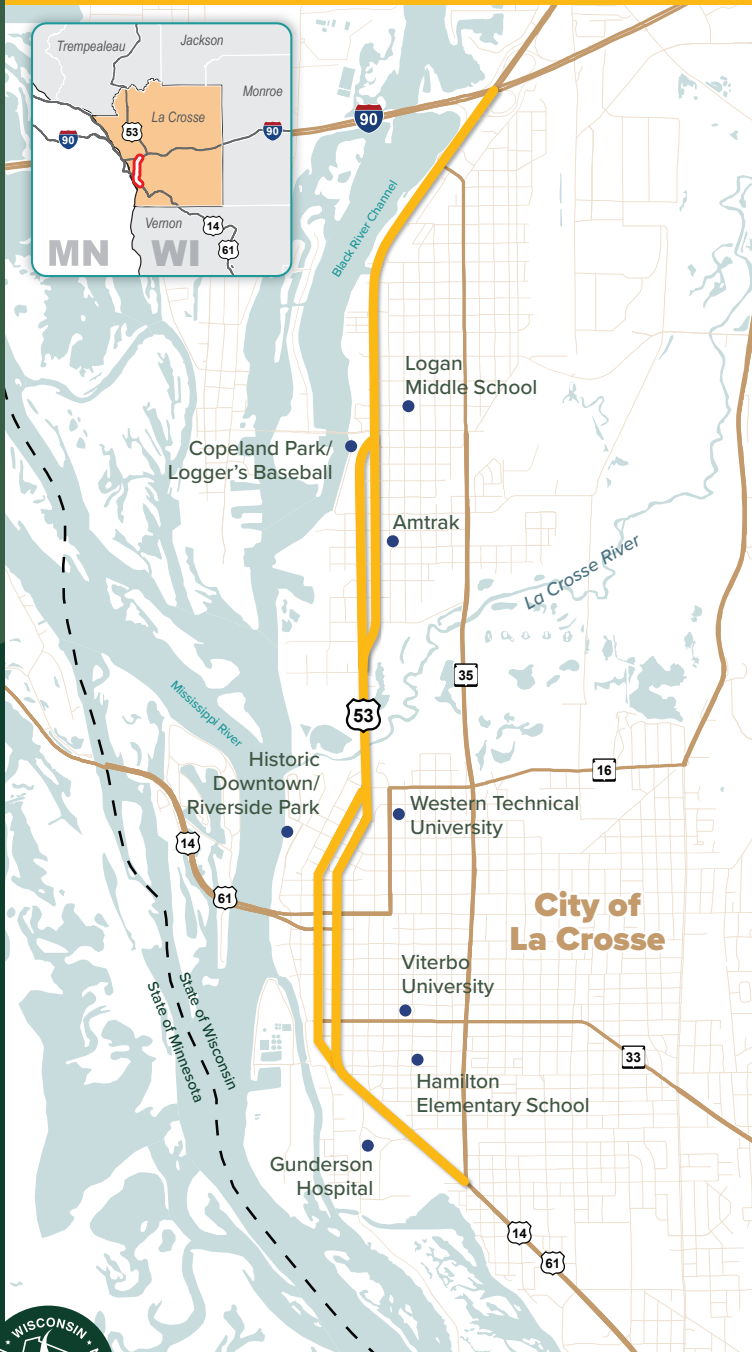 Trempealeau
Jackson
Monroe
La Crosse
53
90
90
Vernon
14
61
MN WI
90
Black River Channel
Logan
Middle School
Copeland Park/
Logger's Baseball
Amtrak
La Crosse River
35
53
Mississippi River
16
Historic
Downtown/
Riverside Park
Western Technical
University
14
61
City of
La Crosse
Viterbo
University
State of Wisconsin
State of Minnesota
33
Hamilton
Elementary School
Gunderson
Hospital
14
61
WISCONSIN